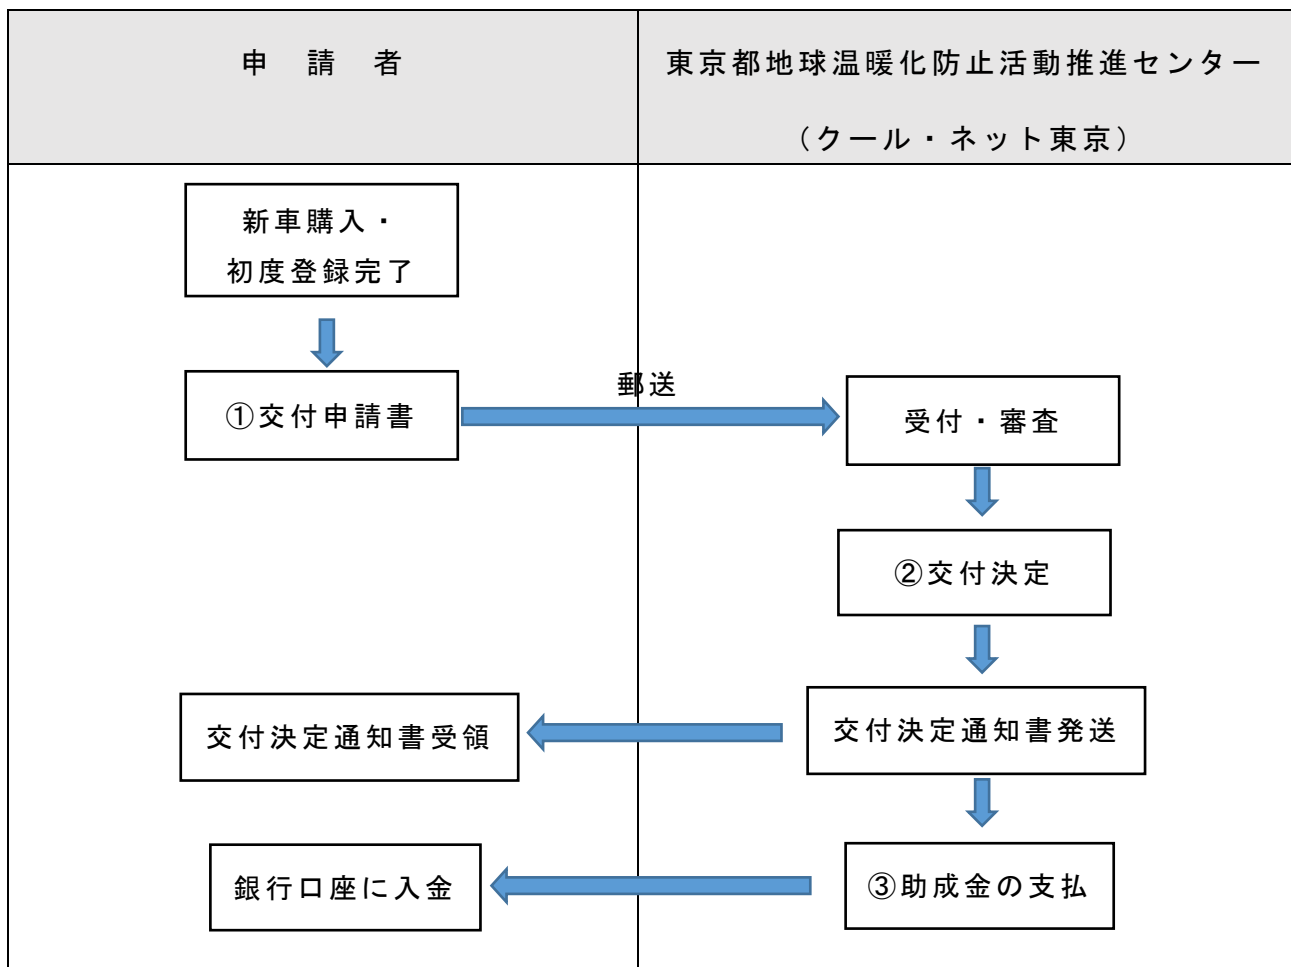 申　請　者
東京都地球温暖化防止活動推進センター
（クール・ネット東京）
新車購入・
初度登録完了
①交付申請書
郵送
受付・審査
②交付決定
交付決定通知書受領
交付決定通知書発送
銀行口座に入金
③助成金の支払